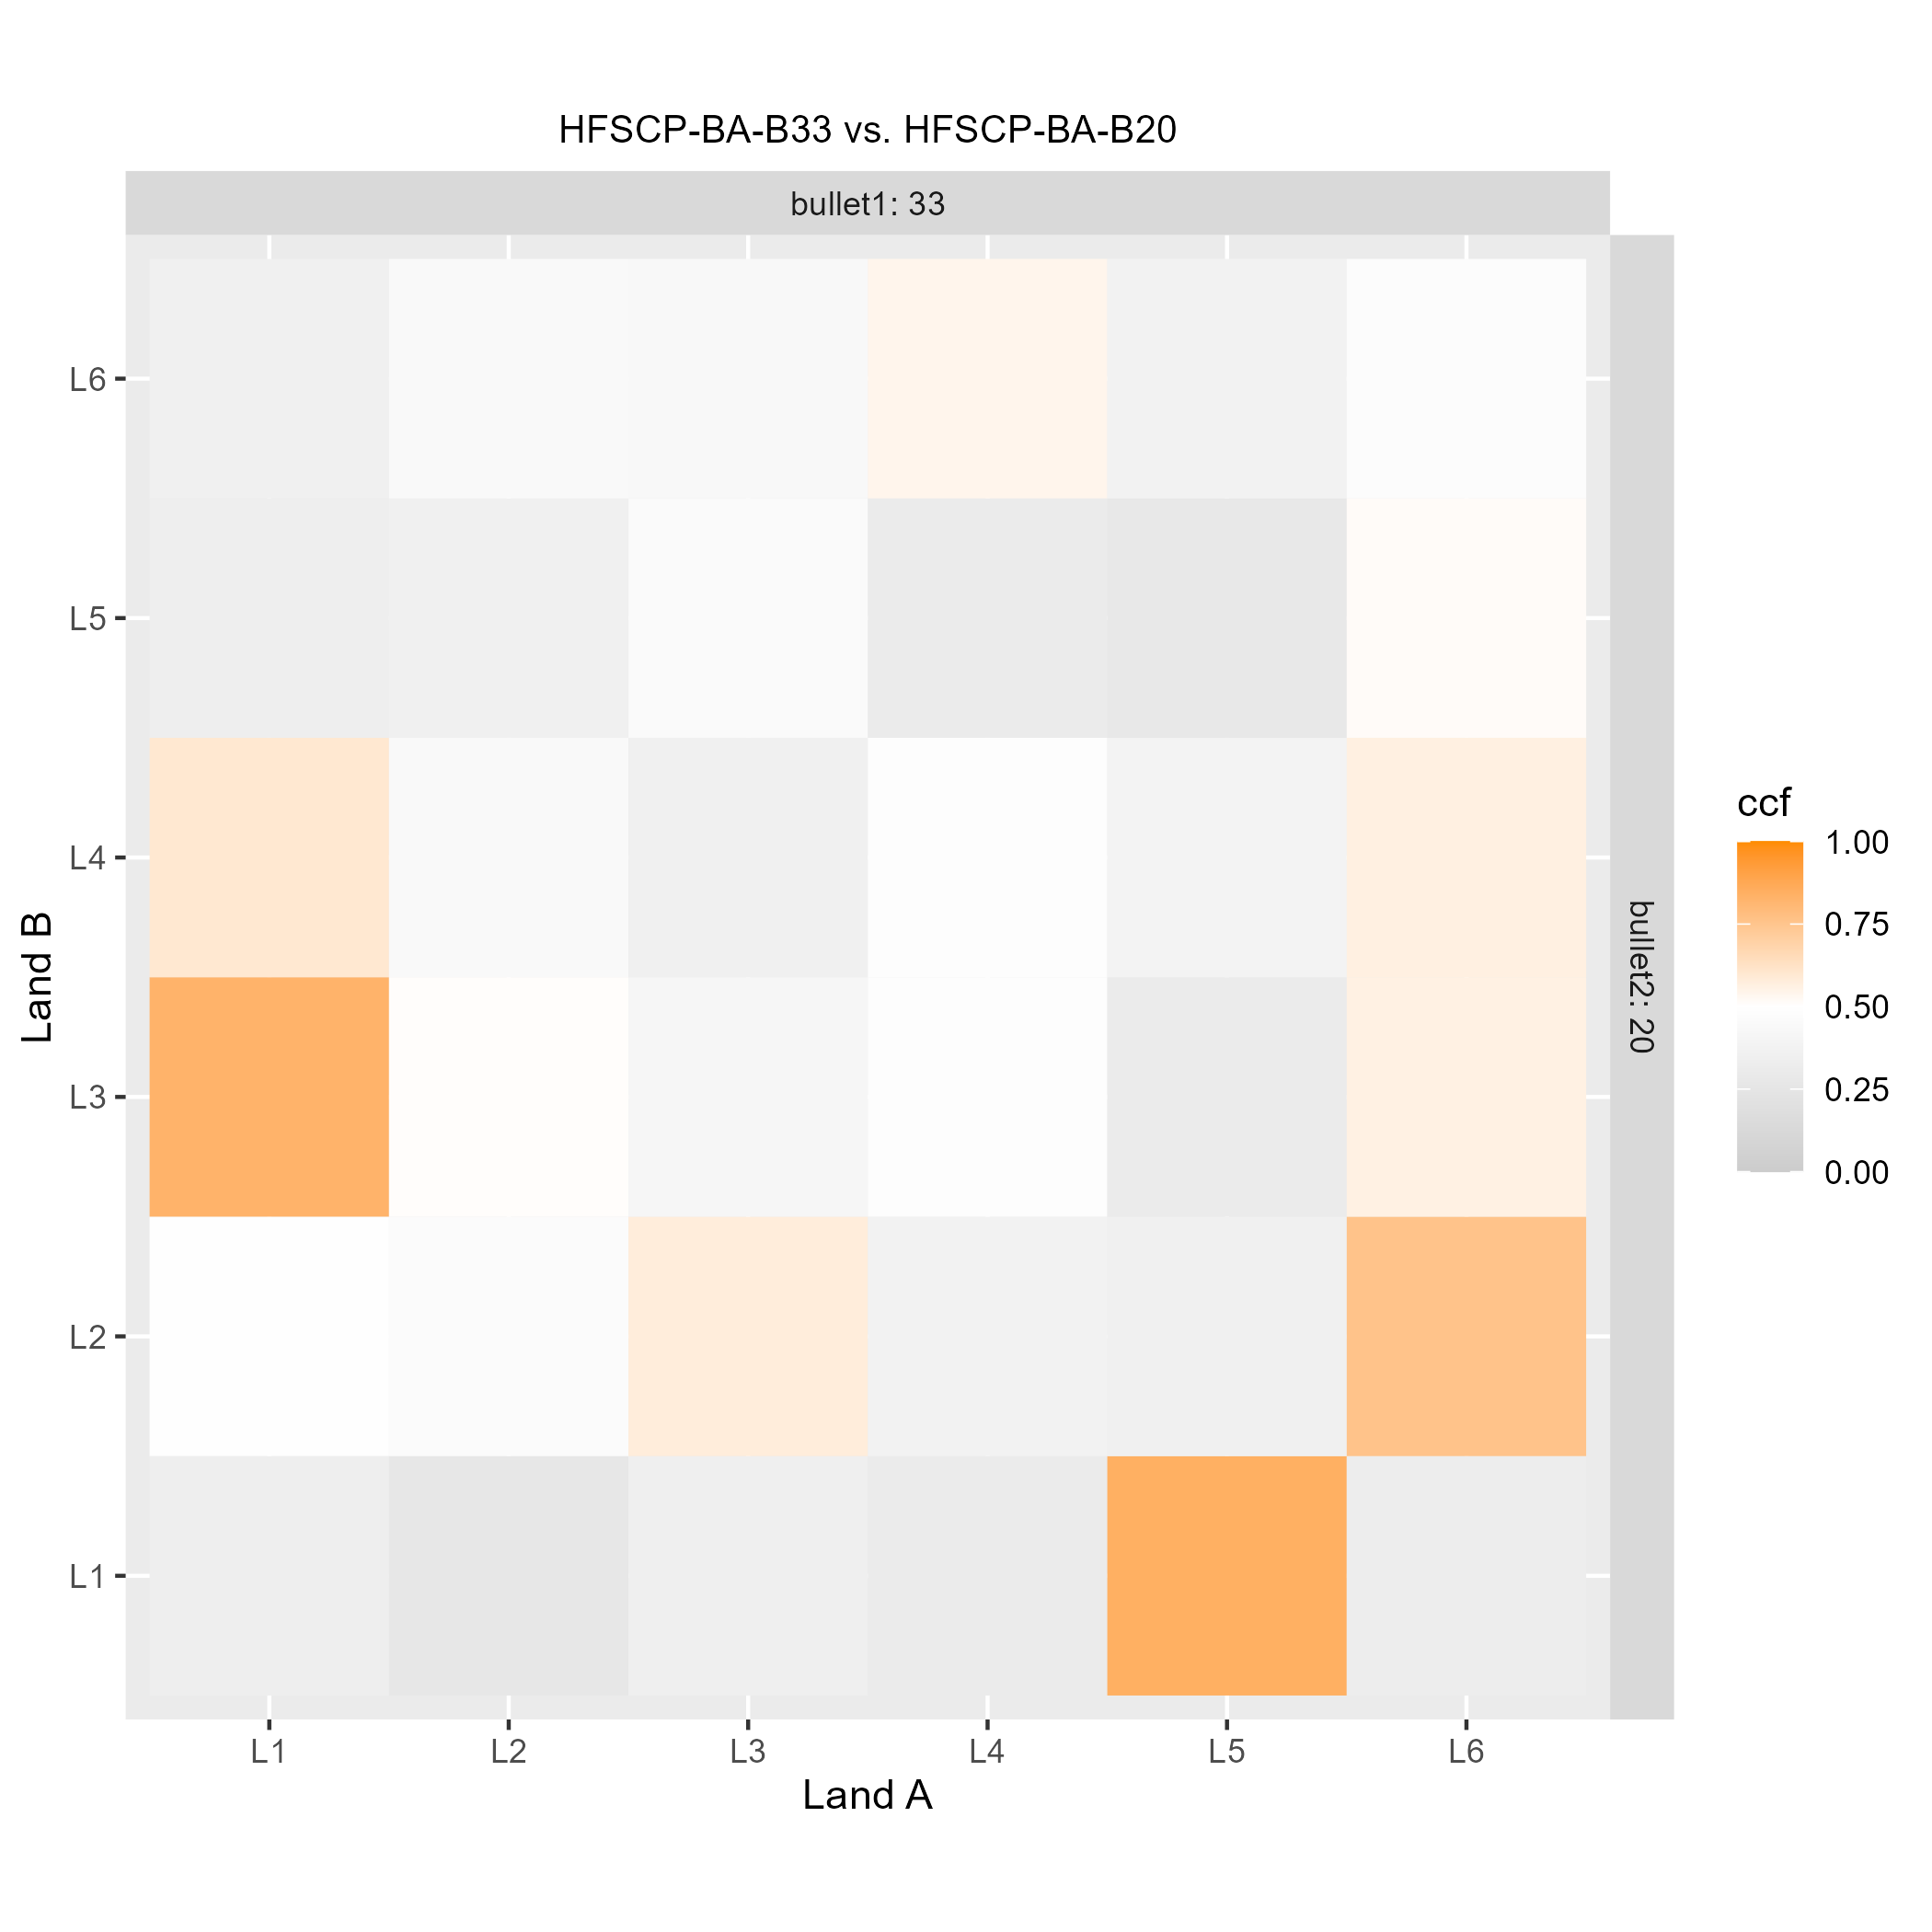 HFSCP-BA-B33 vs. HFSCP-BA-B20
bullet1: 33
L6
L5
L4
L3
L2
L1
Land B
bullet2: 20
ccf
1.00
0.75
0.50
0.25
0.00
L1 L2 L3 L4 L5 L6
Land A